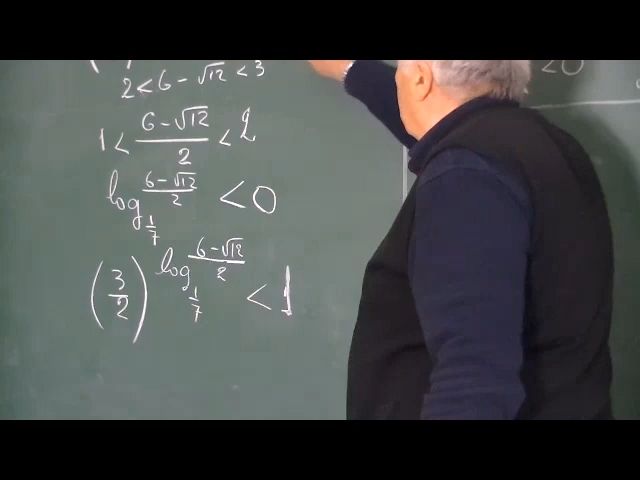 2 < 6 - √12 < 3
<0
1 < (6 - √12)/2 < 2
log_{1/7} (6 - √12)/2 < 0
(3/2)^{log_{1/7} (6 - √12)/2} < 1